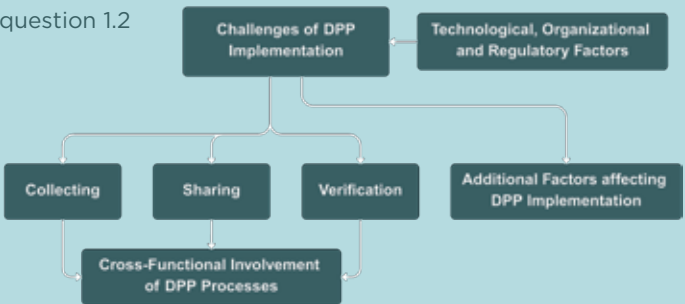 question 1.2
Challenges of DPP
Implementation
Technological, Organizational
and Regulatory Factors
Collecting
Sharing
Verification
Additional Factors affecting
DPP Implementation
Cross-Functional Involvement
of DPP Processes